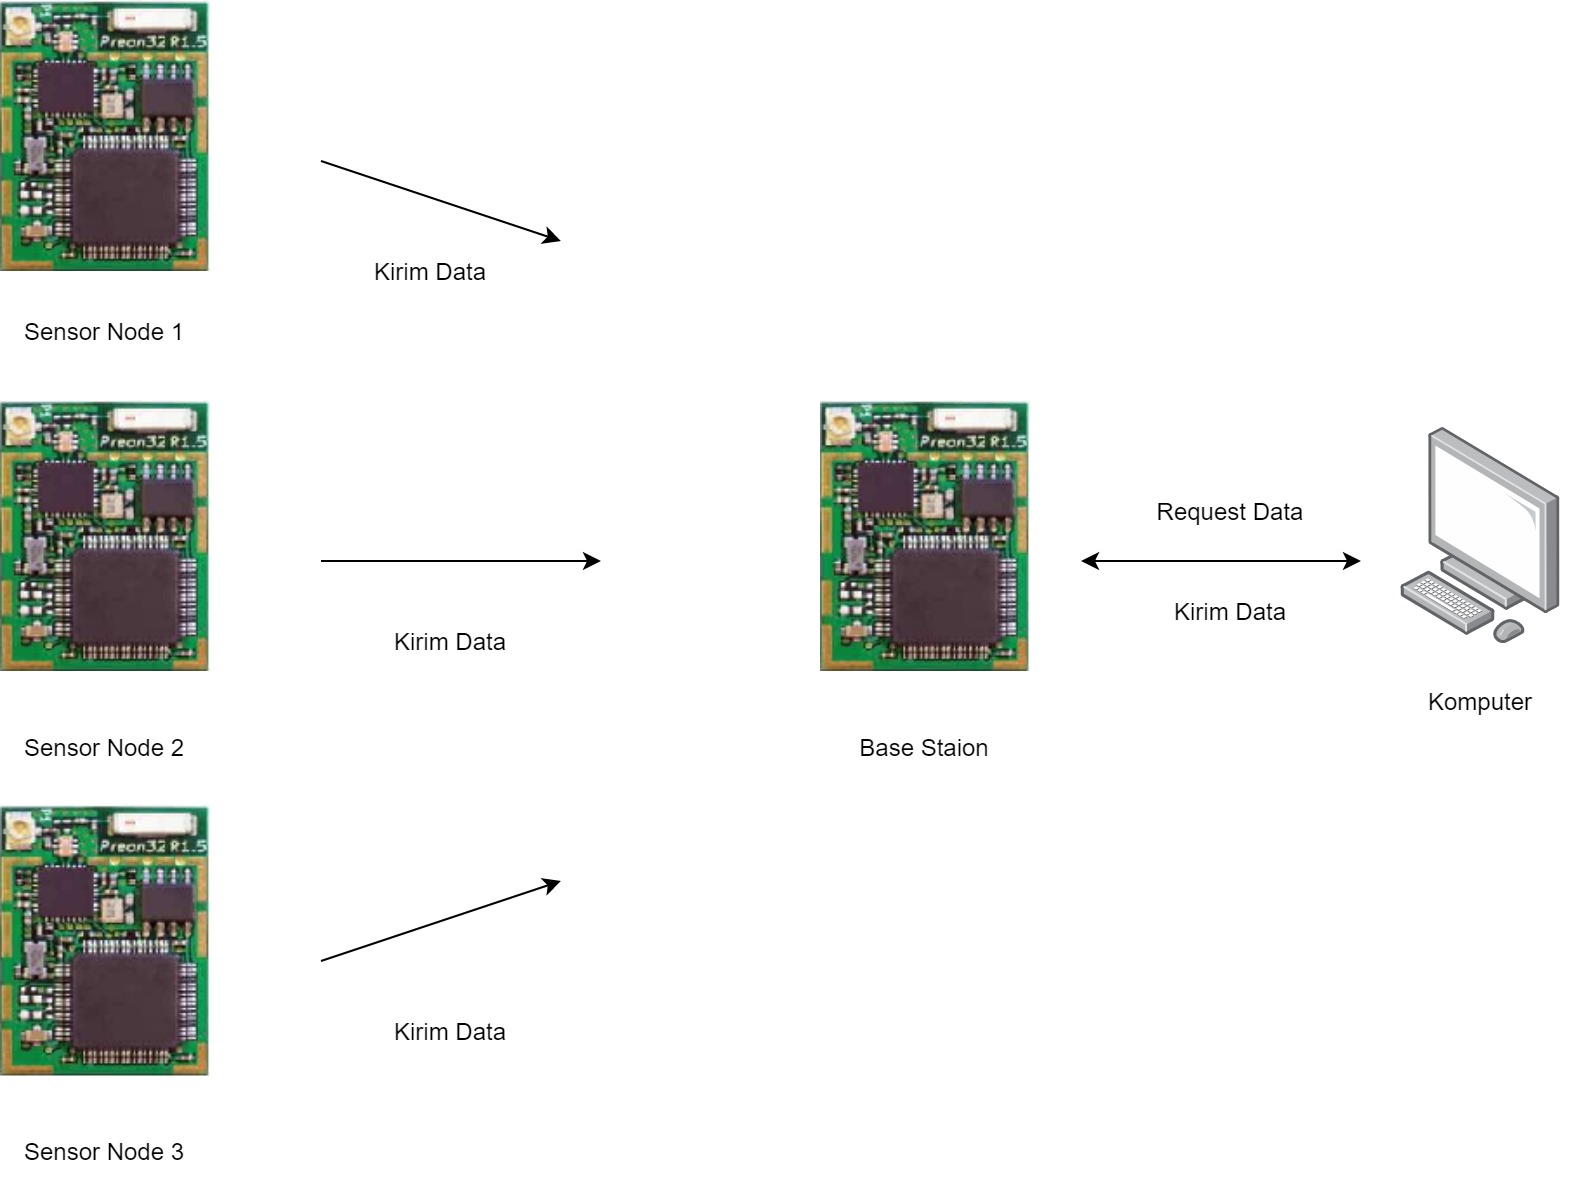 Preon32 R1.5
Kirim Data
Sensor Node 1
Preon32 R1.5
Preon32 R1.5
Request Data
Kirim Data
Kirim Data
Komputer
Sensor Node 2
Base Staion
Preon32 R1.5
Kirim Data
Sensor Node 3